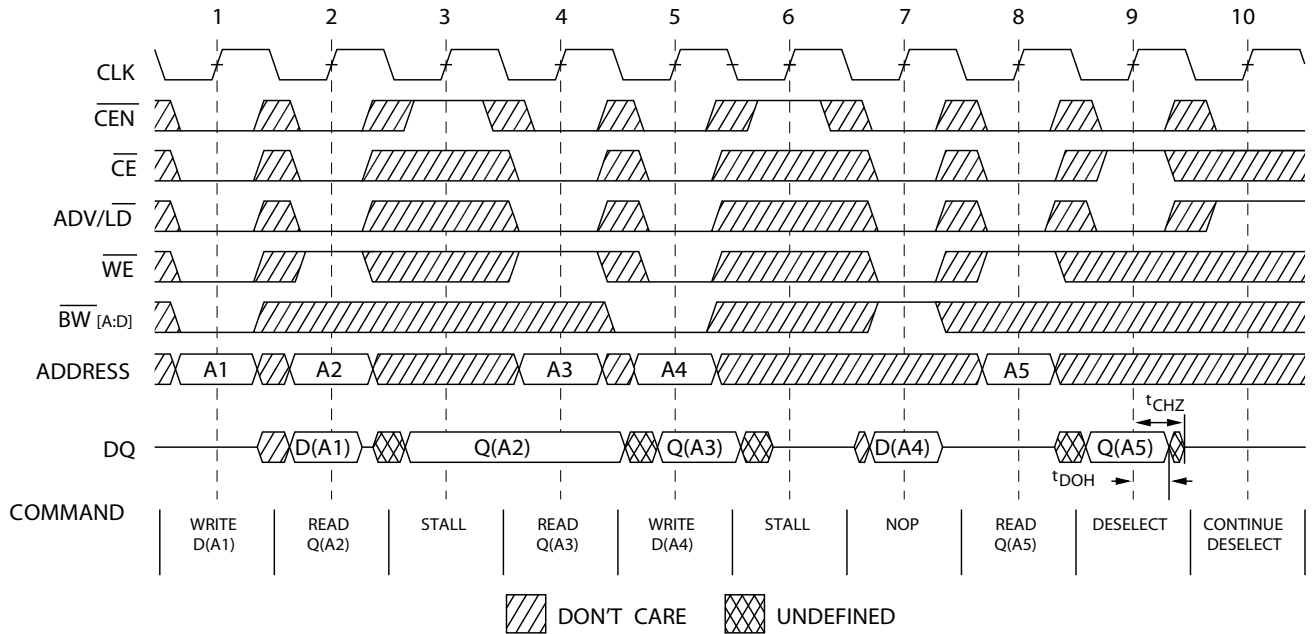 1 2 3 4 5 6 7 8 9 10
CLK
CEN
CE
ADV/LD
WE
BW [A:D]
ADDRESS A1 A2 A3 A4 A5
tCHZ
DQ D(A1) Q(A2) Q(A3) D(A4) Q(A5)
tDOH
COMMAND
WRITE READ STALL READ WRITE STALL NOP READ DESELECT CONTINUE
D(A1) Q(A2) Q(A3) D(A4) Q(A5) DESELECT
DON'T CARE UNDEFINED